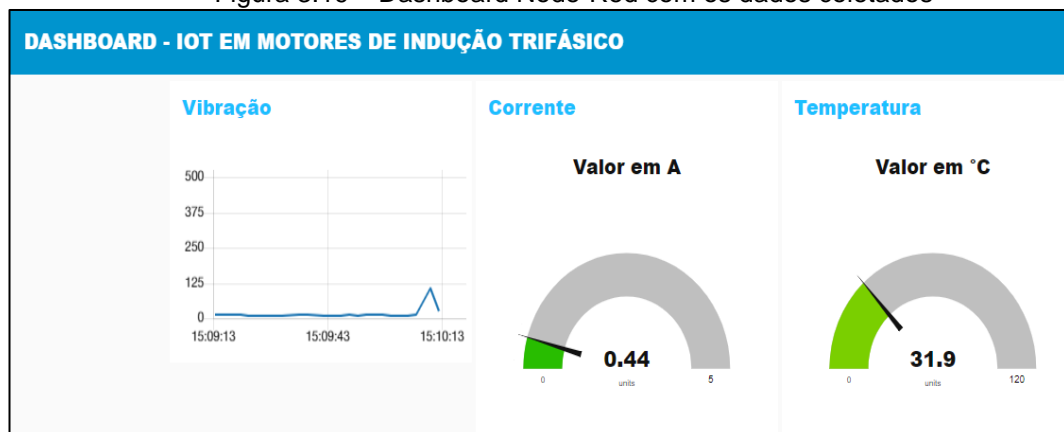 DASHBOARD - IOT EM MOTORES DE INDUÇÃO TRIFÁSICO
Vibração
500
375
250
125
0
15:09:13 15:09:43 15:10:13
Corrente
Valor em A
0.44
0 units 5
Temperatura
Valor em °C
31.9
0 units 120